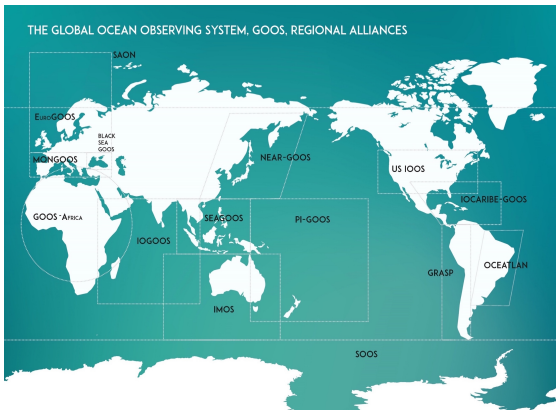 THE GLOBAL OCEAN OBSERVING SYSTEM, GOOS, REGIONAL ALLIANCES
SAON
EuroGOOS
BLACK
SEA
GOOS
MONGOOS
NEAR-GOOS
US IOOS
IOCARIBE-GOOS
GOOS-AFRICA
SEAGOOS
PI-GOOS
IOGOOS
OCEATLAN
GRASP
IMOS
SOOS